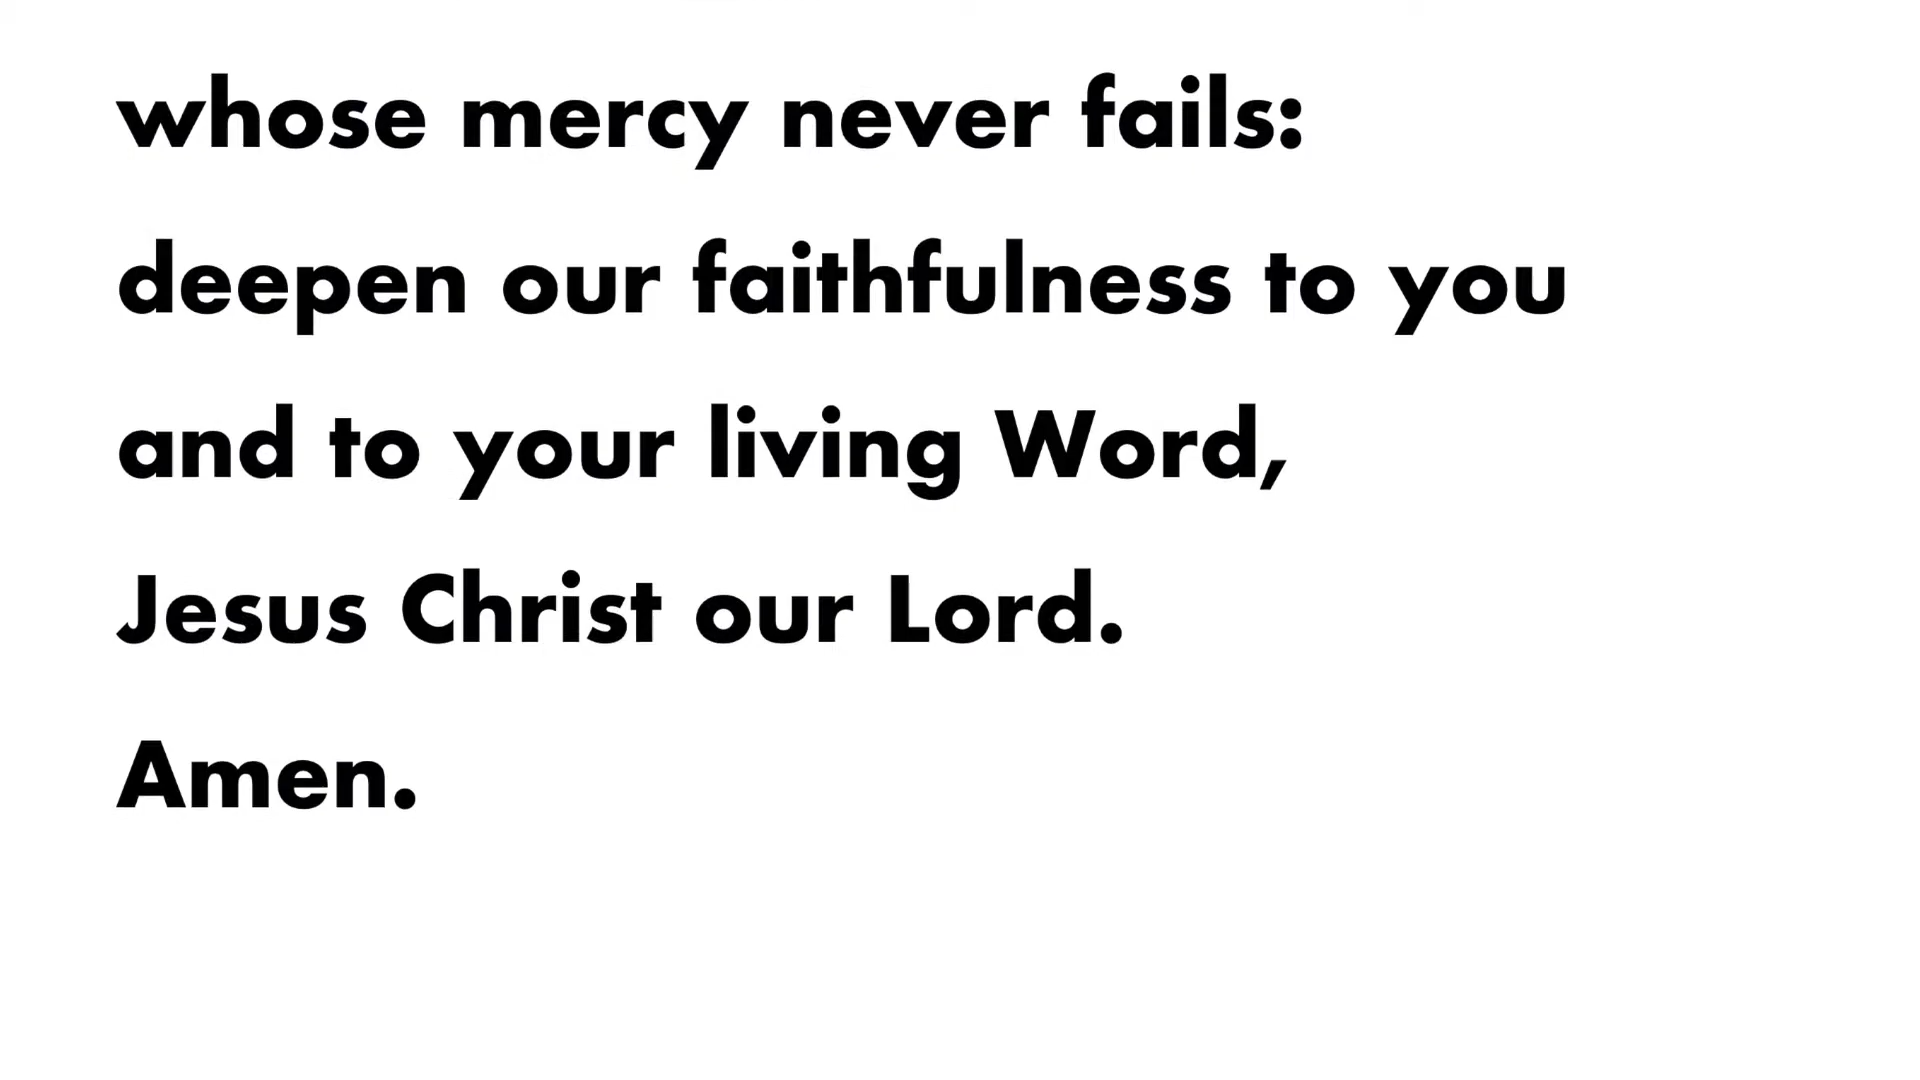 whose mercy never fails:
deepen our faithfulness to you
and to your living Word,
Jesus Christ our Lord.
Amen.